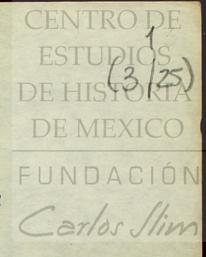 CENTRO DE
ESTUDIOS
1
(3/25)
DE HISTORIA
DE MEXICO
FUNDACIÓN
Carlos Slim